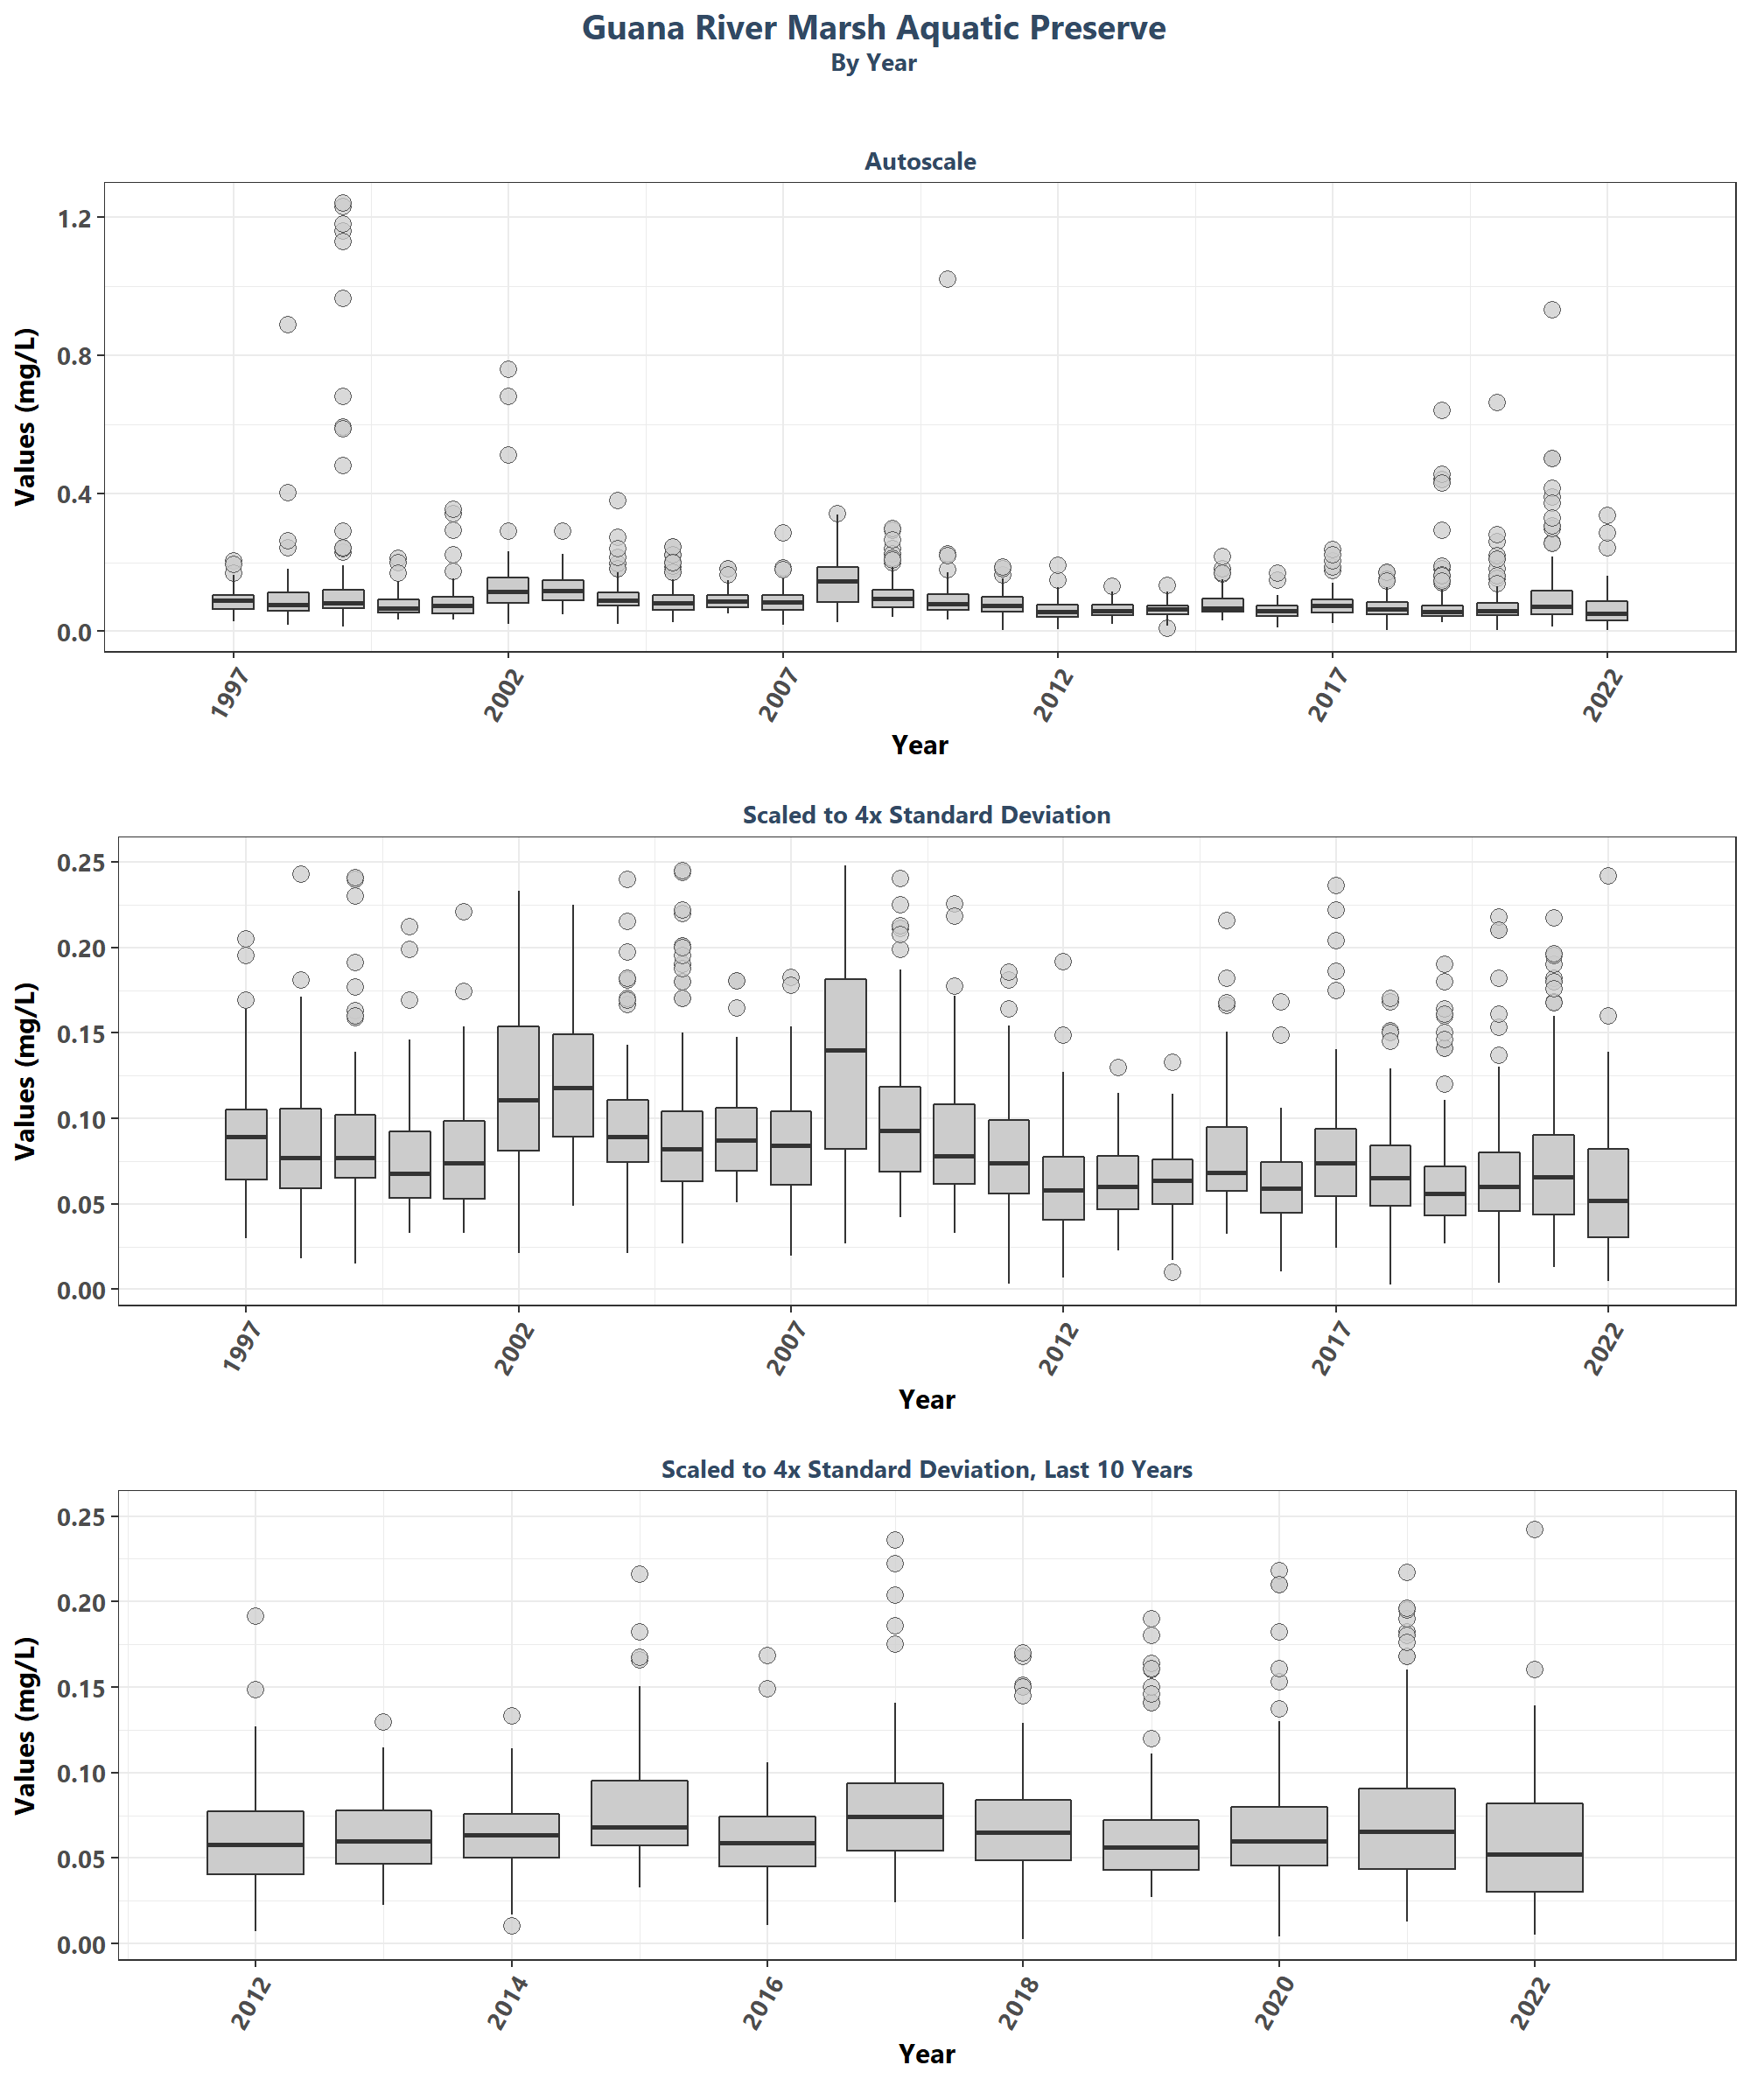 Guana River Marsh Aquatic Preserve
By Year
Autoscale
Values (mg/L)
1.2
0.8
0.4
0.0
1997 2002 2007 2012 2017 2022
Year
Scaled to 4x Standard Deviation
Values (mg/L)
0.25
0.20
0.15
0.10
0.05
0.00
1997 2002 2007 2012 2017 2022
Year
Scaled to 4x Standard Deviation, Last 10 Years
Values (mg/L)
0.25
0.20
0.15
0.10
0.05
0.00
2012 2014 2016 2018 2020 2022
Year